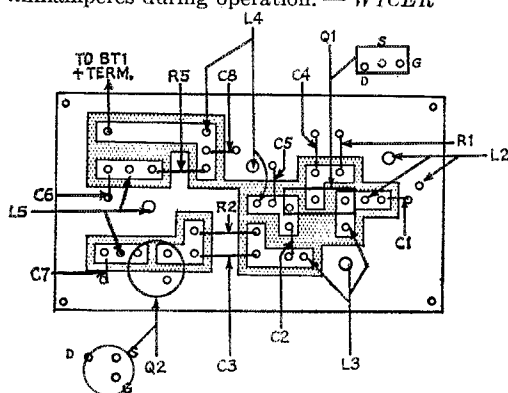 milliamperes during operation. — W1CER
L4
Q1
S
D
G
TO BT1
+ TERM.
R5
C8
C4
C5
R1
L2
C6
L5
R2
C1
C7
C2
L3
Q2
C3
D
S
G